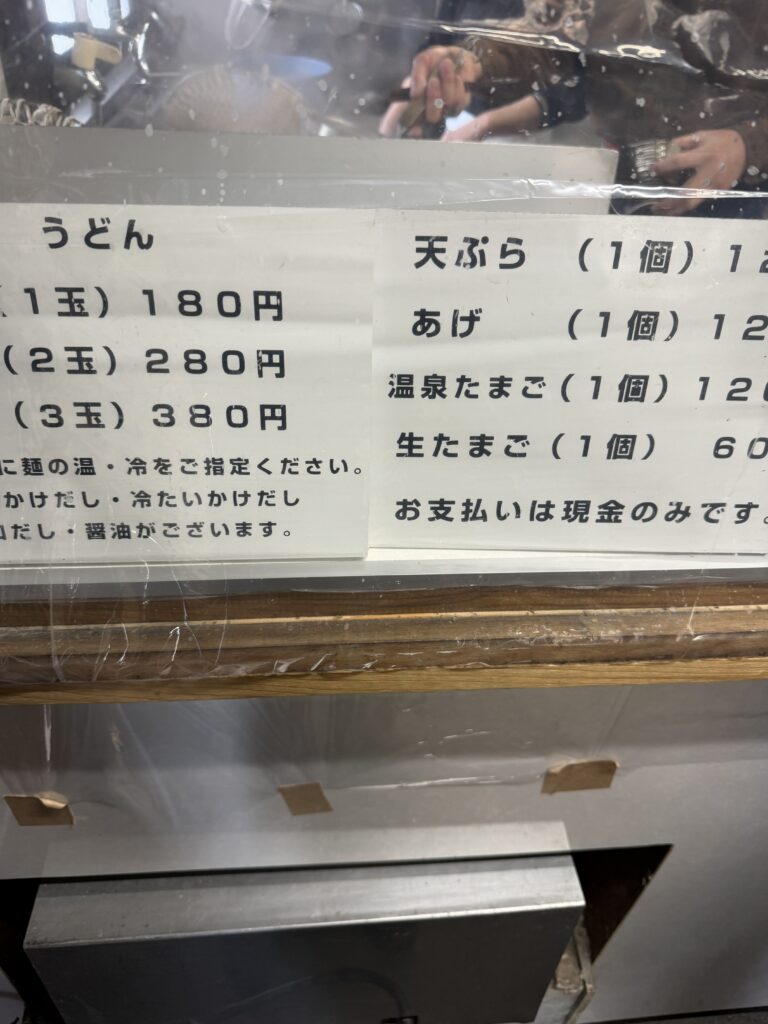 うどん
(1玉) 180円
(2玉) 280円
(3玉) 380円
に麺の温・冷をご指定ください。
かけだし・冷たいかけだし
だし・醤油がございます。
天ぷら (1個) 12
あげ (1個) 12
温泉たまご(1個) 120
生たまご(1個) 60
お支払いは現金のみです。